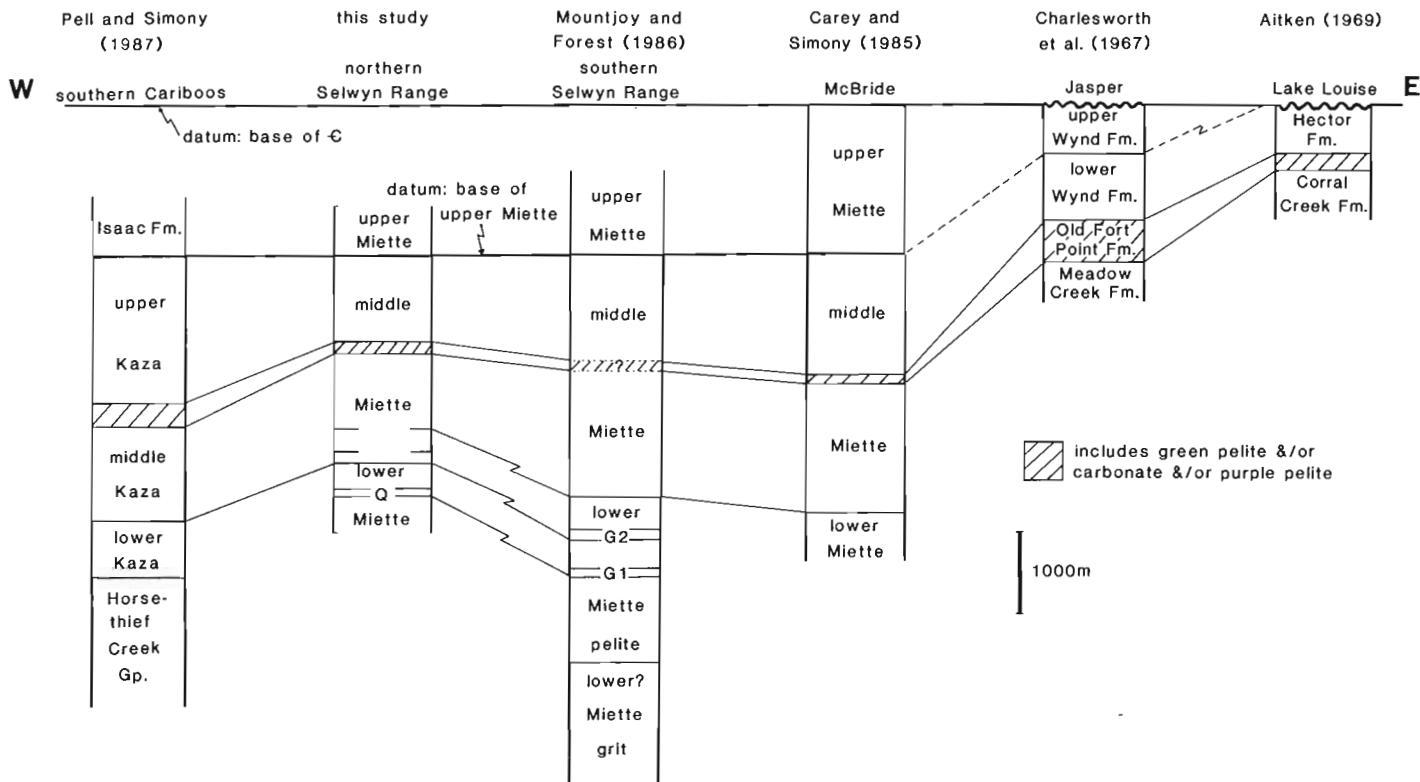 Pell and Simony
(1987)
this study
Mountjoy and
Forest (1986)
Carey and
Simony (1985)
Charlesworth
et al. (1967)
Aitken (1969)
W
southern Cariboos
northern
Selwyn Range
southern
Selwyn Range
McBride
Jasper
Lake Louise
E
datum: base of Є
datum: base of
upper Miette
Isaac Fm.
upper
Kaza
middle
Kaza
lower
Kaza
Horse-
thief
Creek
Gp.
upper
Miette
middle
Miette
lower
Q
Miette
upper
Miette
middle
?
Miette
lower
G2
G1
Miette
pelite
lower?
Miette
grit
upper
Miette
middle
Miette
lower
Miette
upper
Wynd Fm.
lower
Wynd Fm.
Old Fort
Point Fm.
Meadow
Creek Fm.
Hector
Fm.
Corral
Creek Fm.
includes green pelite &/or
carbonate &/or purple pelite
1000m